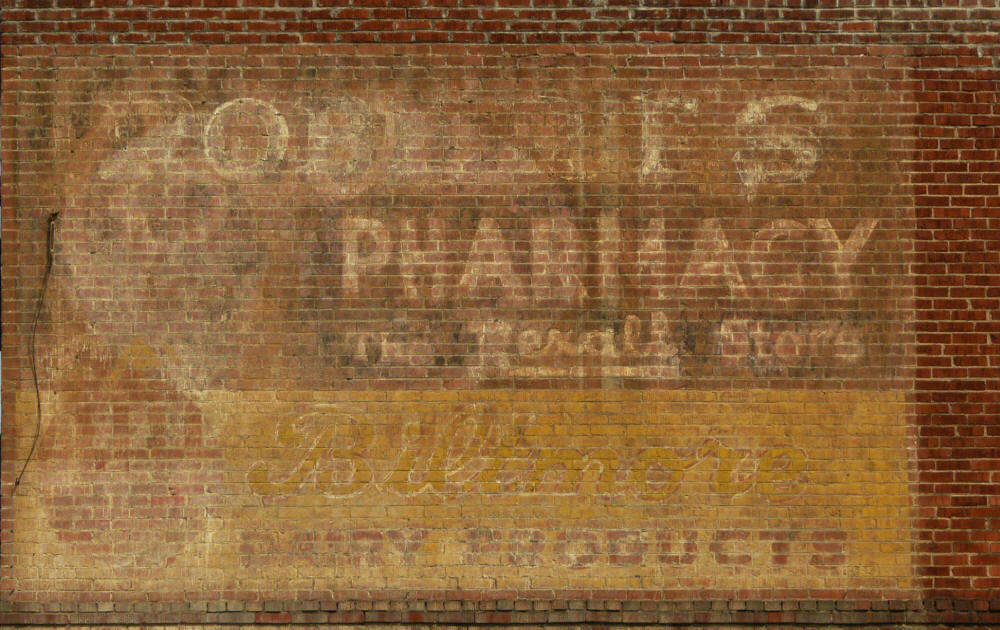 PHARMACY
The Rexall Store
Biltmore
DAIRY PRODUCTS